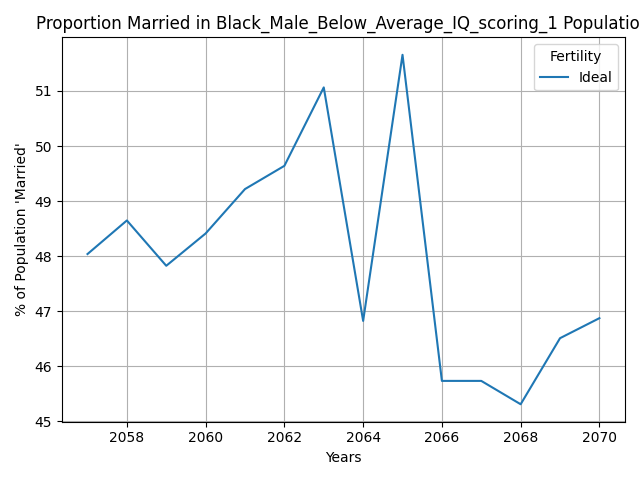 Proportion Married in Black_Male_Below_Average_IQ_scoring_1 Populatio
Fertility
Ideal
% of Population 'Married'
51
50
49
48
47
46
45
2058 2060 2062 2064 2066 2068 2070
Years